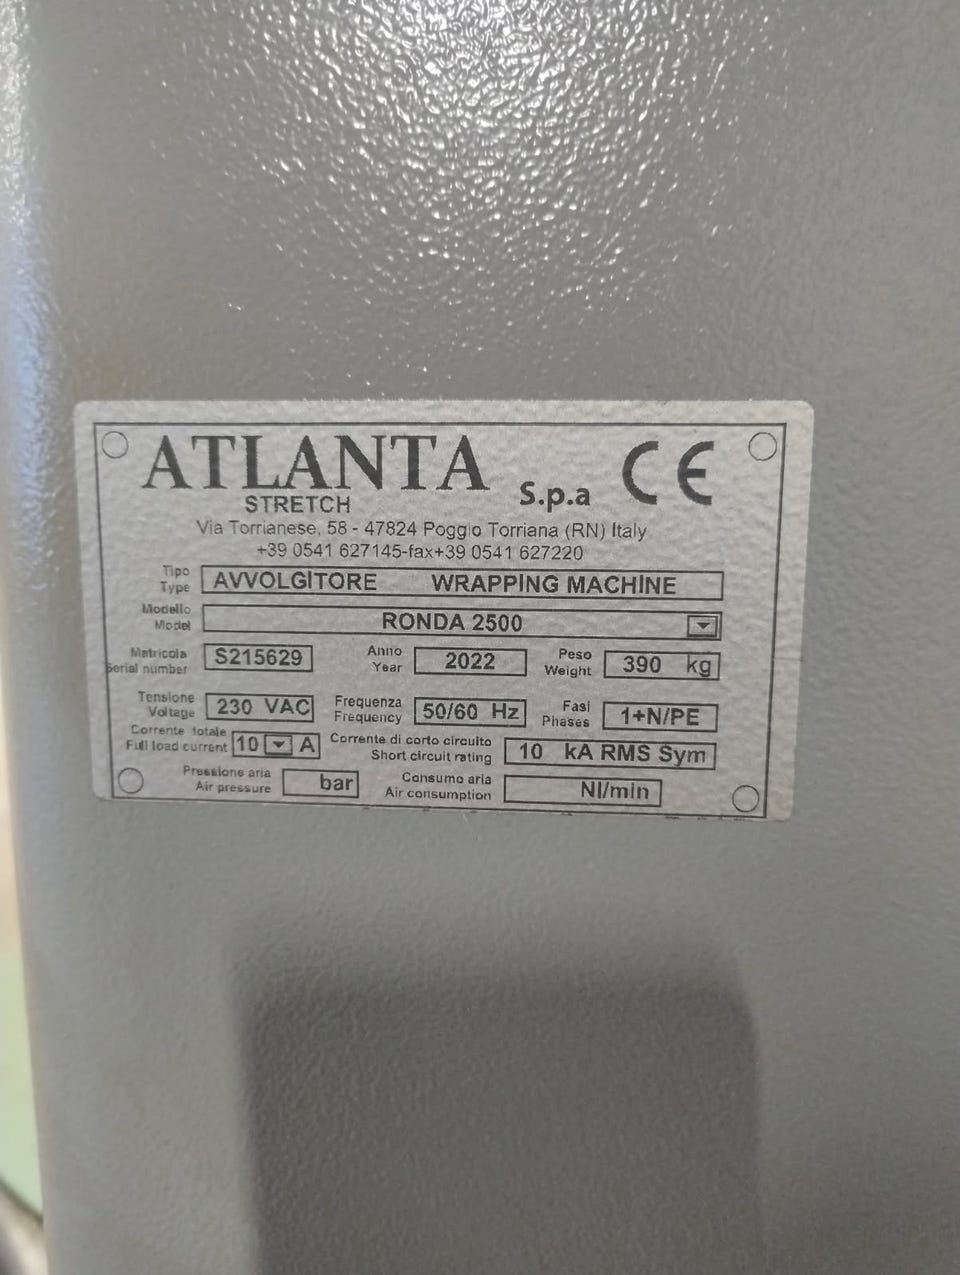 ATLANTA
STRETCH S.p.a CE
Via Torrianese, 58 - 47824 Poggio Torriana (RN) Italy
+39 0541 627145-fax+39 0541 627220
Tipo
Type AVVOLGITORE WRAPPING MACHINE
Modello
Model RONDA 2500
Matricola
Serial number S215629
Anno
Year 2022
Peso
Weight 390 kg
Tensione
Voltage 230 VAC
Frequenza
Frequency 50/60 Hz
Fasi
Phases 1+N/PE
Corrente totale
Full load current 10 A
Corrente di corto circuito
Short circuit rating 10 kA RMS Sym
Pressione aria
Air pressure bar
Consumo aria
Air consumption Nl/min